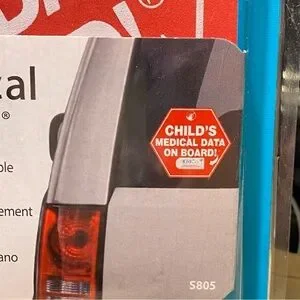 cal
®
ble
ement
ano
CHILD'S
MEDICAL DATA
ON BOARD!
S805